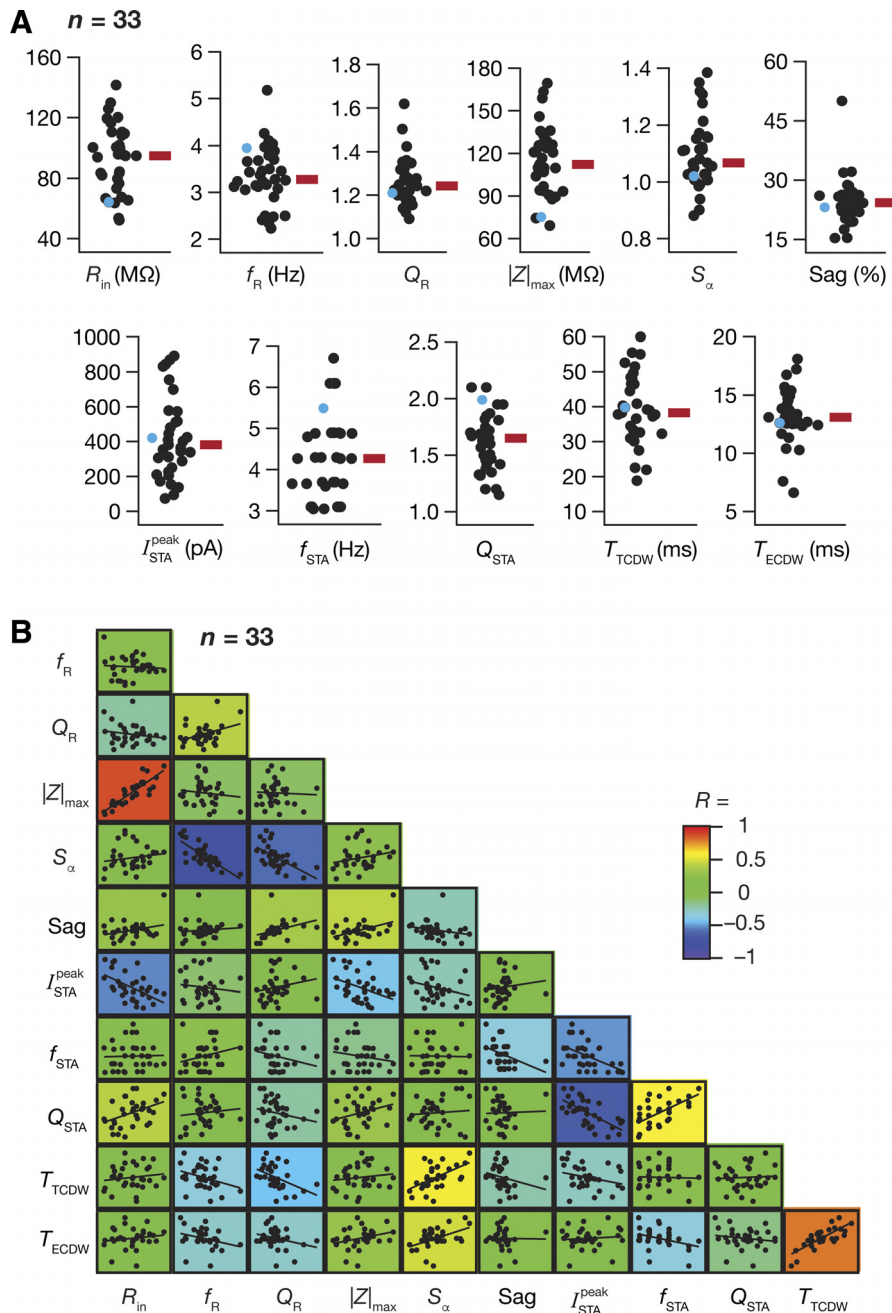 A
n = 33
160
120
80
40
R_in (MΩ)
6
5
4
3
2
f_R (Hz)
1.8
1.6
1.4
1.2
1.0
Q_R
180
150
120
90
60
|Z|_max (MΩ)
1.4
1.2
1.0
0.8
S_α
60
45
30
15
Sag (%)
1000
800
600
400
200
0
I_STA^peak (pA)
7
6
5
4
3
f_STA (Hz)
2.5
2.0
1.5
1.0
Q_STA
60
50
40
30
20
10
T_TCDW (ms)
20
15
10
5
T_ECDW (ms)
B
n = 33
f_R
Q_R
|Z|_max
S_α
Sag
I_STA^peak
f_STA
Q_STA
T_TCDW
T_ECDW
R =
1
0.5
0
−0.5
−1
R_in f_R Q_R |Z|_max S_α Sag I_STA^peak f_STA Q_STA T_TCDW